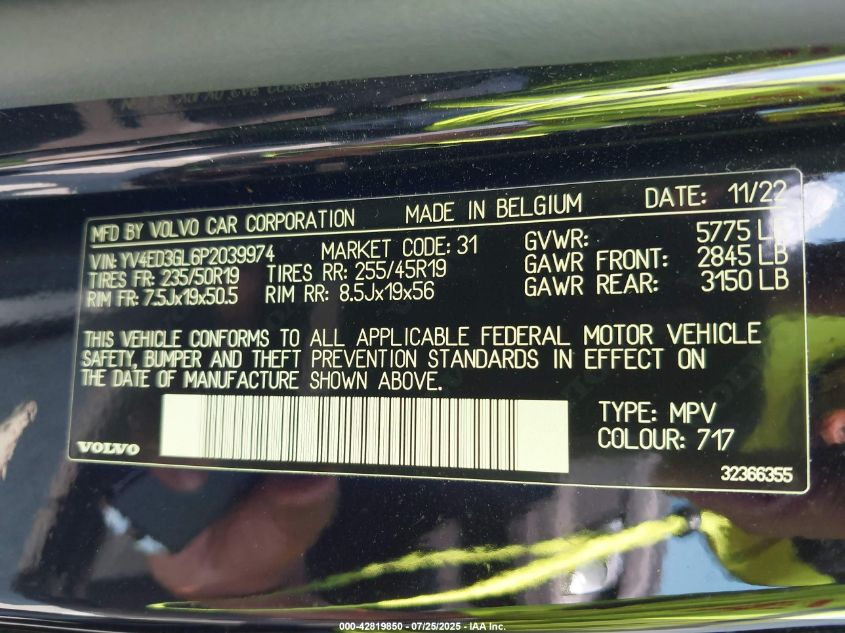 MFD BY VOLVO CAR CORPORATION MADE IN BELGIUM DATE: 11/22
VIN: YV4ED3GL6P2039974 MARKET CODE: 31 GVWR: 5775 LB
TIRES FR: 235/50R19 TIRES RR: 255/45R19 GAWR FRONT: 2845 LB
RIM FR: 7.5Jx19x50.5 RIM RR: 8.5Jx19x56 GAWR REAR: 3150 LB
THIS VEHICLE CONFORMS TO ALL APPLICABLE FEDERAL MOTOR VEHICLE
SAFETY, BUMPER AND THEFT PREVENTION STANDARDS IN EFFECT ON
THE DATE OF MANUFACTURE SHOWN ABOVE.
TYPE: MPV
COLOUR: 717
VOLVO
32366355
000-42819850 - 07/25/2025 - IAA Inc.